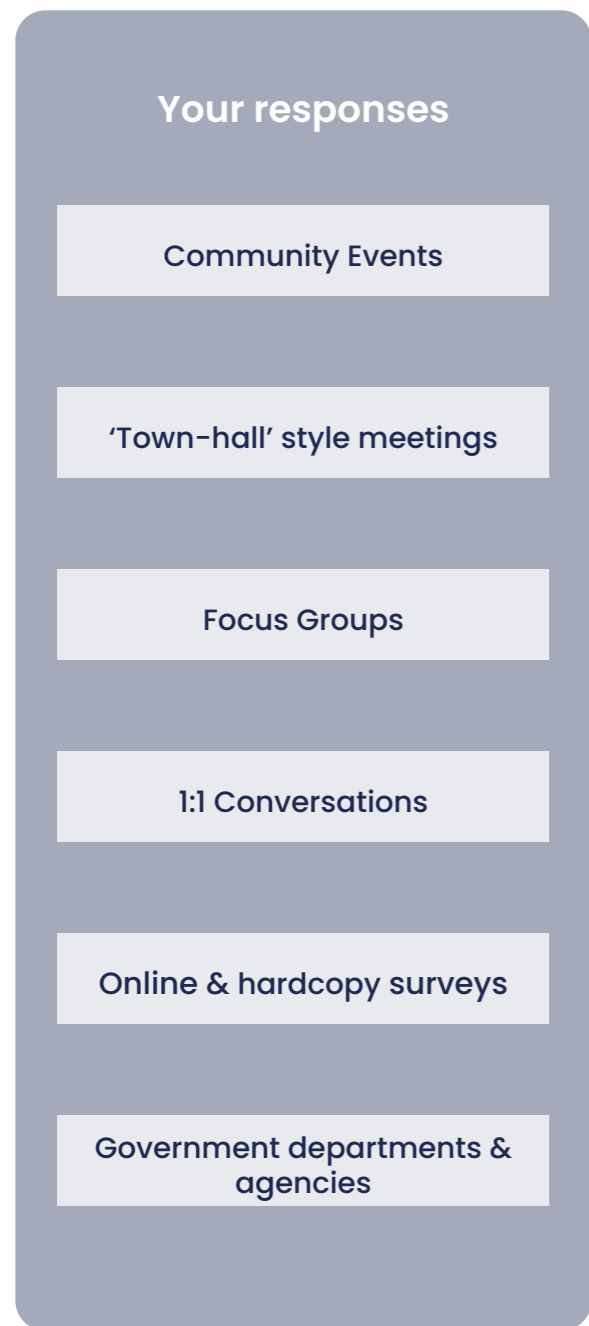 Your responses
Community Events
‘Town-hall’ style meetings
Focus Groups
1:1 Conversations
Online & hardcopy surveys
Government departments &
agencies